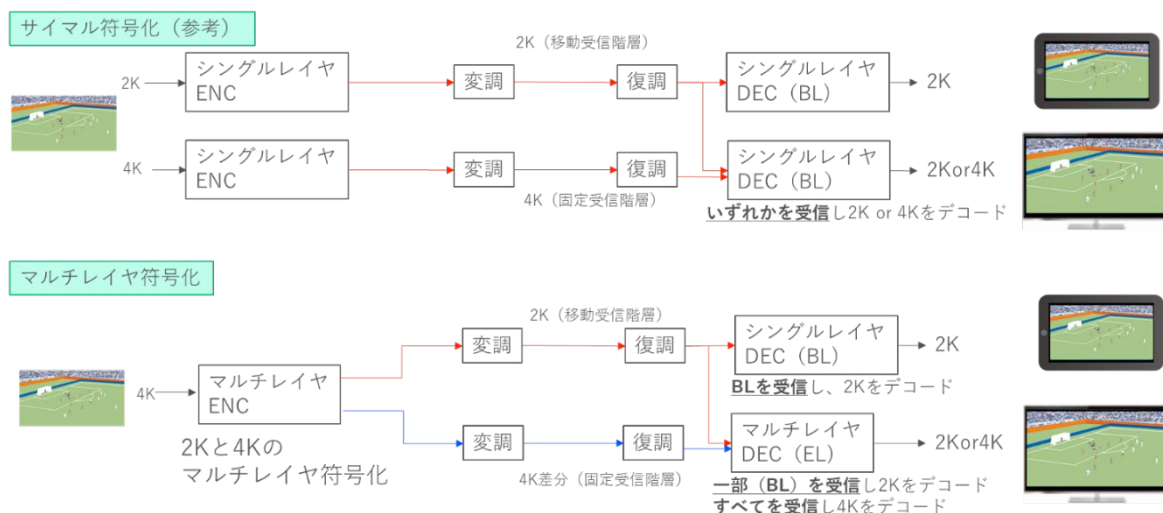 サイマル符号化（参考）
2K（移動受信階層）
2K
シングルレイヤ
ENC
変調
復調
シングルレイヤ
DEC（BL）
2K
4K
シングルレイヤ
ENC
変調
復調
シングルレイヤ
DEC（BL）
2Kor4K
4K（固定受信階層）
いずれかを受信し2K or 4Kをデコード
マルチレイヤ符号化
2K（移動受信階層）
変調
復調
シングルレイヤ
DEC（BL）
2K
BLを受信し、2Kをデコード
4K
マルチレイヤ
ENC
2Kと4Kの
マルチレイヤ符号化
変調
復調
マルチレイヤ
DEC（EL）
2Kor4K
4K差分（固定受信階層）
一部（BL）を受信し2Kをデコード
すべてを受信し4Kをデコード